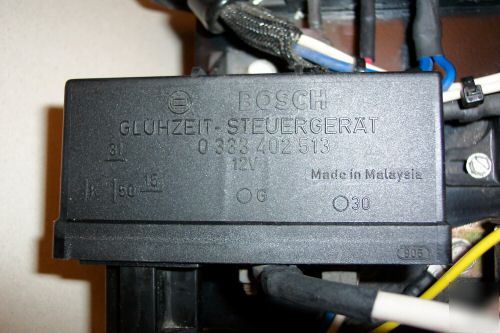 BOSCH
GLÜHZEIT-STEUERGERÄT
0 333 402 513
12V
31
50 15
Made in Malaysia
G
30